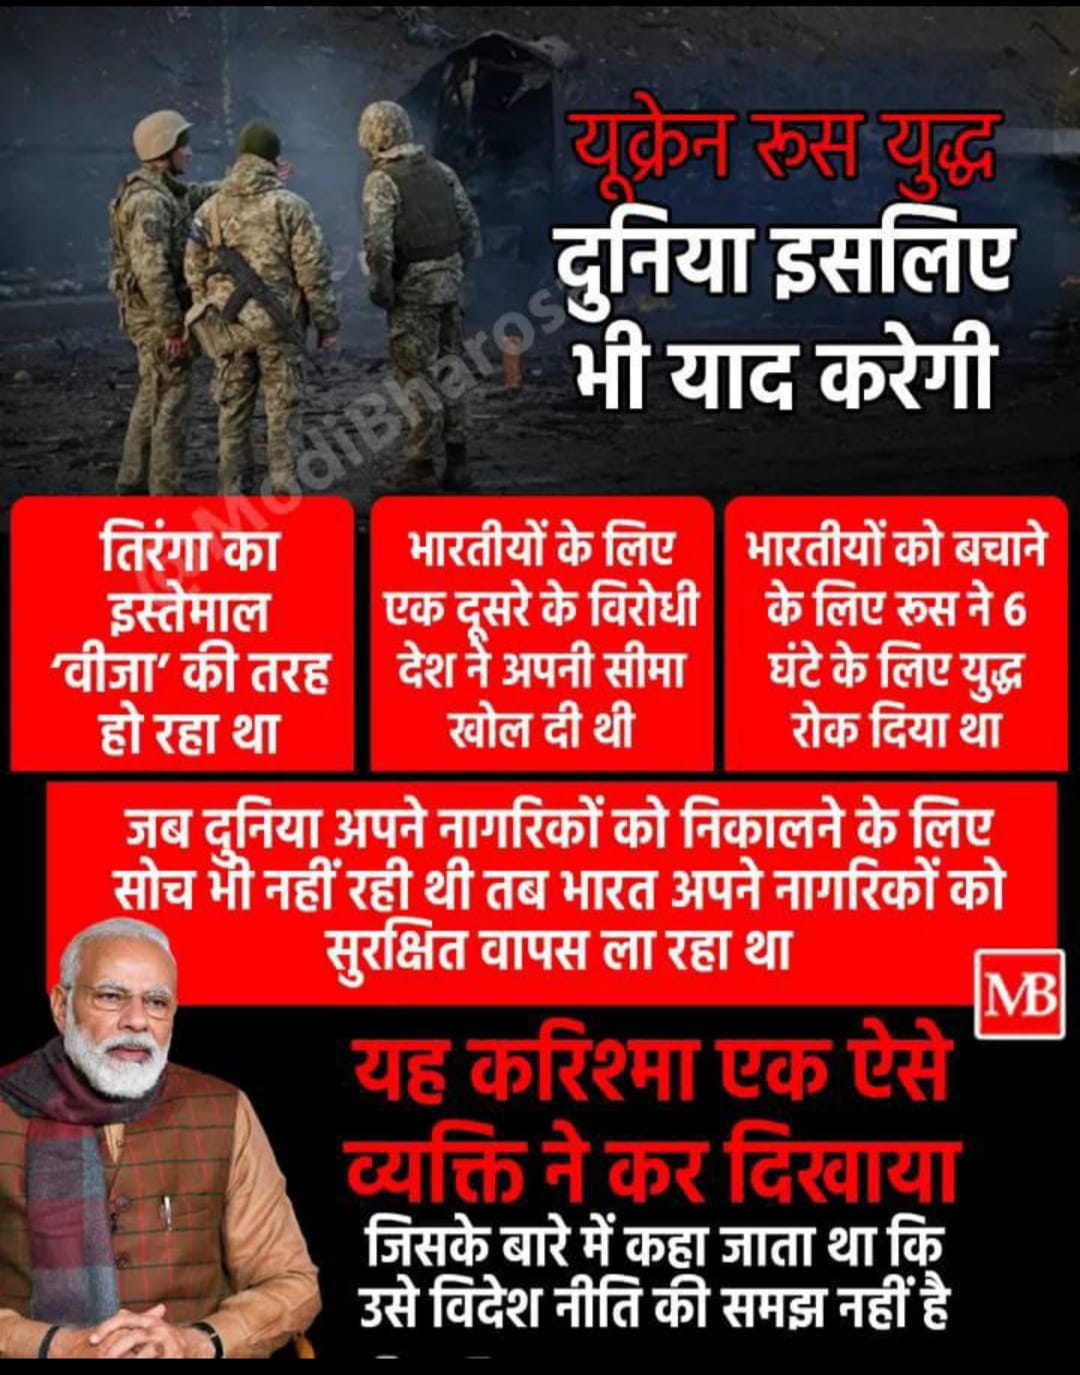 यूक्रेन रूस युद्ध
दुनिया इसलिए
भी याद करेगी
@ModiBharos
तिरंगा का
इस्तेमाल
‘वीजा’ की तरह
हो रहा था
भारतीयों के लिए
एक दूसरे के विरोधी
देश ने अपनी सीमा
खोल दी थी
भारतीयों को बचाने
के लिए रूस ने 6
घंटे के लिए युद्ध
रोक दिया था
जब दुनिया अपने नागरिकों को निकालने के लिए
सोच भी नहीं रही थी तब भारत अपने नागरिकों को
सुरक्षित वापस ला रहा था
MB
यह करिश्मा एक ऐसे
व्यक्ति ने कर दिखाया
जिसके बारे में कहा जाता था कि
उसे विदेश नीति की समझ नहीं है